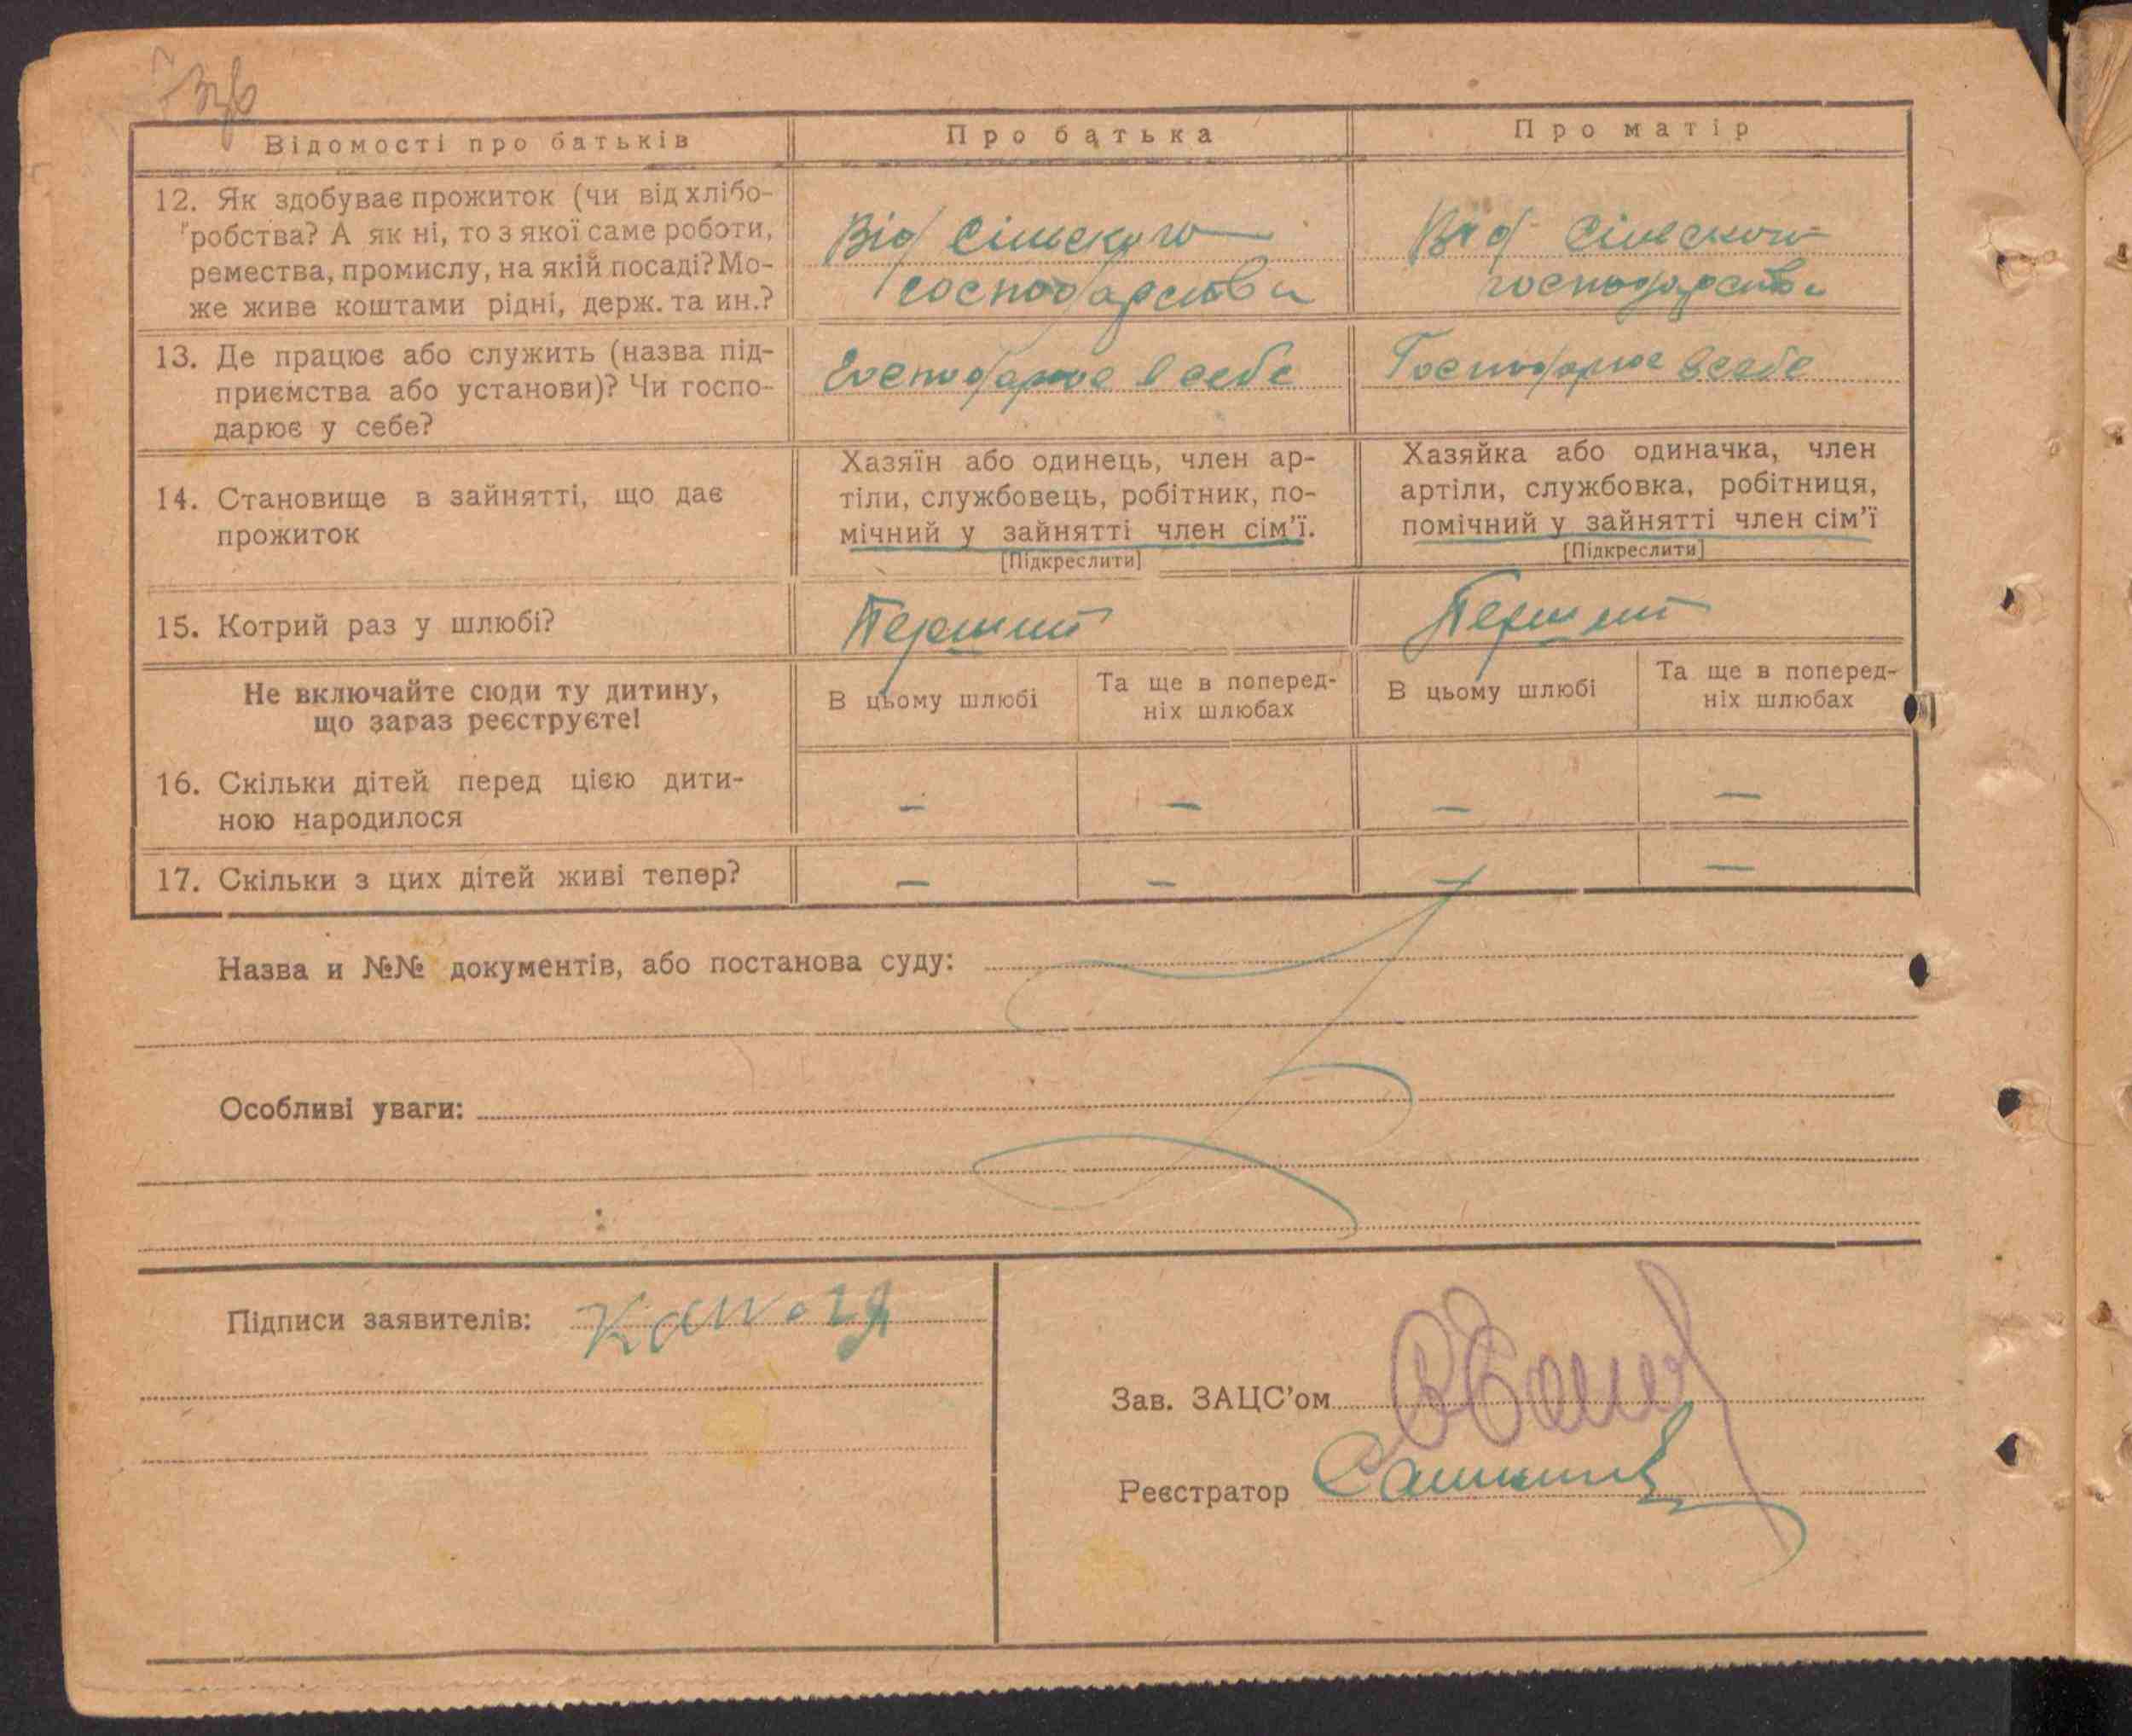 Відомості про батьків
Про батька
Про матір
12. Як здобуває прожиток (чи від хлібо-
робства? А як ні, то з якої саме роботи,
ремества, промислу, на якій посаді? Мо-
же живе коштами рідні, держ. та ин.?
Від сільского
господарства
Від сільского
господарства
13. Де працює або служить (назва під-
приємства або установи)? Чи госпо-
дарює у себе?
Господарює в себе
Господарює в себе
14. Становище в зайнятті, що дає
прожиток
Хазяїн або одинець, член ар-
тіли, службовець, робітник, по-
мічний у зайнятті член сім'ї.
[Підкреслити]
Хазяйка або одиначка, член
артіли, службовка, робітниця,
помічний у зайнятті член сім'ї
[Підкреслити]
15. Котрий раз у шлюбі?
Перший
Перший
Не включайте сюди ту дитину,
що зараз реєструєте!
В цьому шлюбі
Та ще в поперед-
ніх шлюбах
В цьому шлюбі
Та ще в поперед-
ніх шлюбах
16. Скільки дітей перед цією дити-
ною народилося
– – – –
17. Скільки з цих дітей живі тепер?
– – – –
Назва и №№ документів, або постанова суду:
Особливі уваги:
Підписи заявителів:
Зав. ЗАЦС'ом
Реєстратор